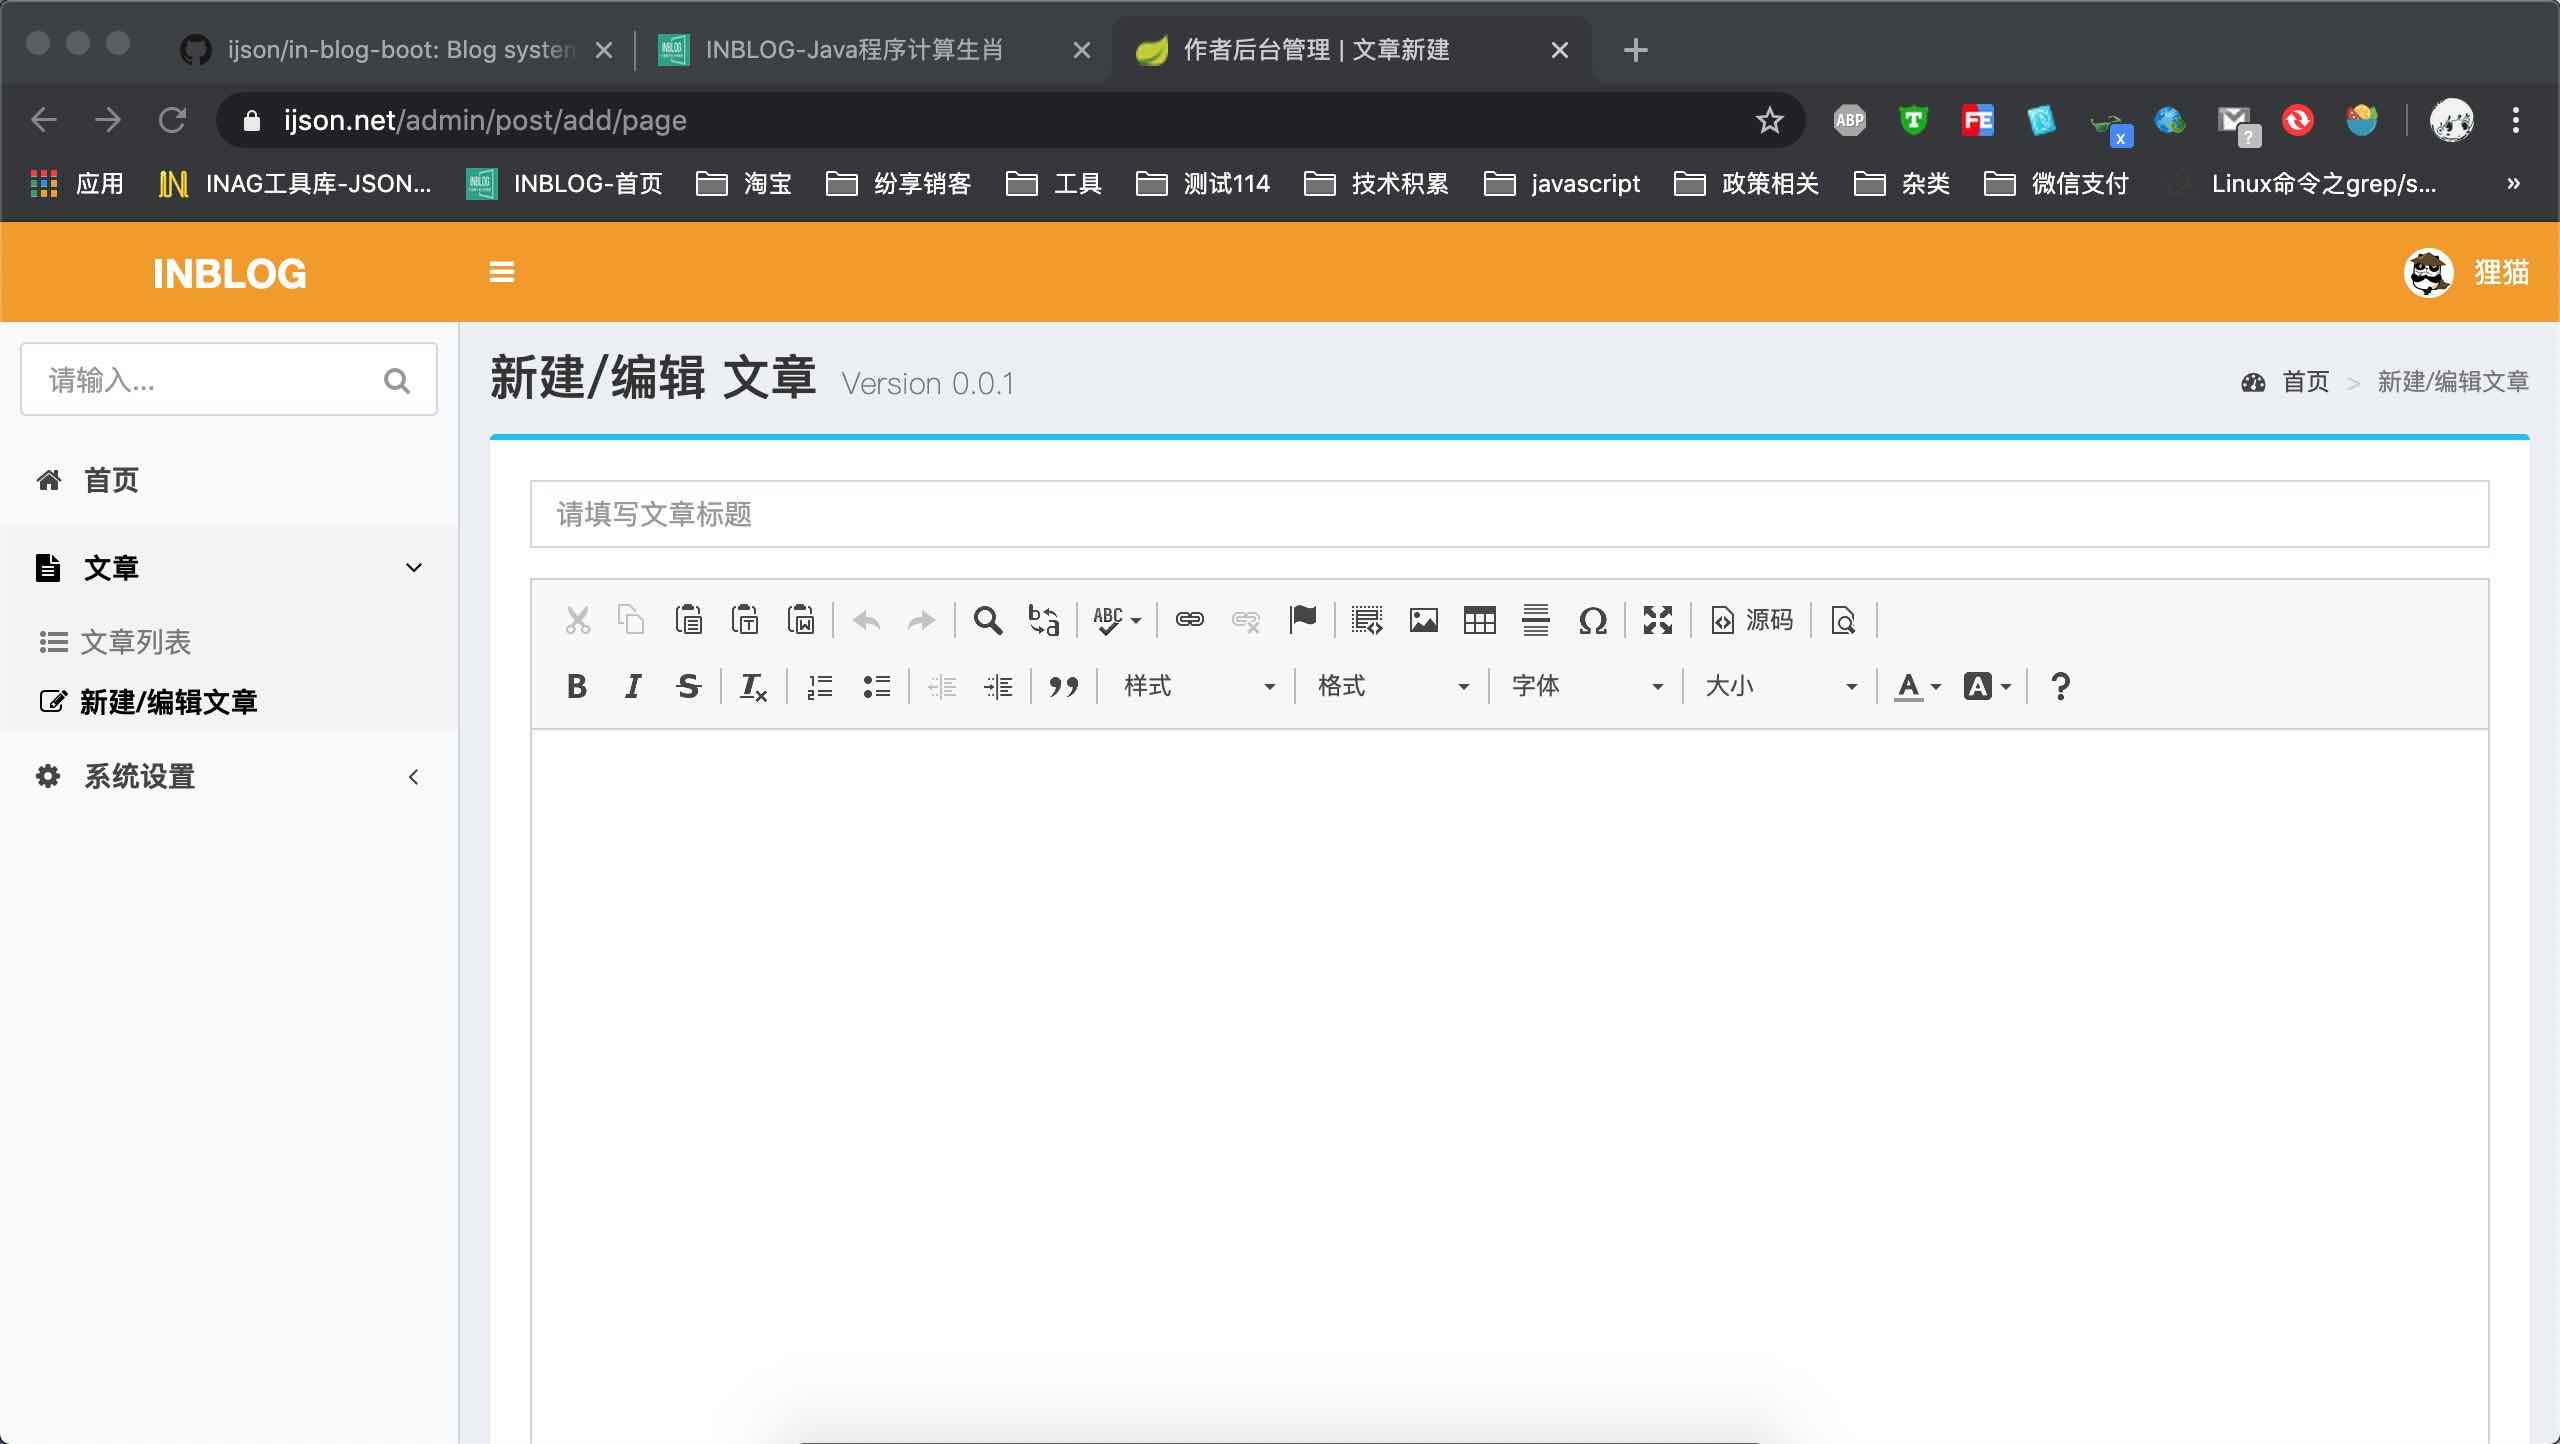 ijson/in-blog-boot: Blog system
INBLOG-Java程序计算生肖
作者后台管理 | 文章新建
ijson.net/admin/post/add/page
ABP
T
FE
x
?
应用
INAG工具库-JSON...
INBLOG-首页
淘宝
纷享销客
工具
测试114
技术积累
javascript
政策相关
杂类
微信支付
Linux命令之grep/s...
»
INBLOG
狸猫
请输入...
首页
文章
文章列表
新建/编辑文章
系统设置
新建/编辑 文章 Version 0.0.1
首页 > 新建/编辑文章
请填写文章标题
ABC
源码
B I S
样式
格式
字体
大小
A A ?